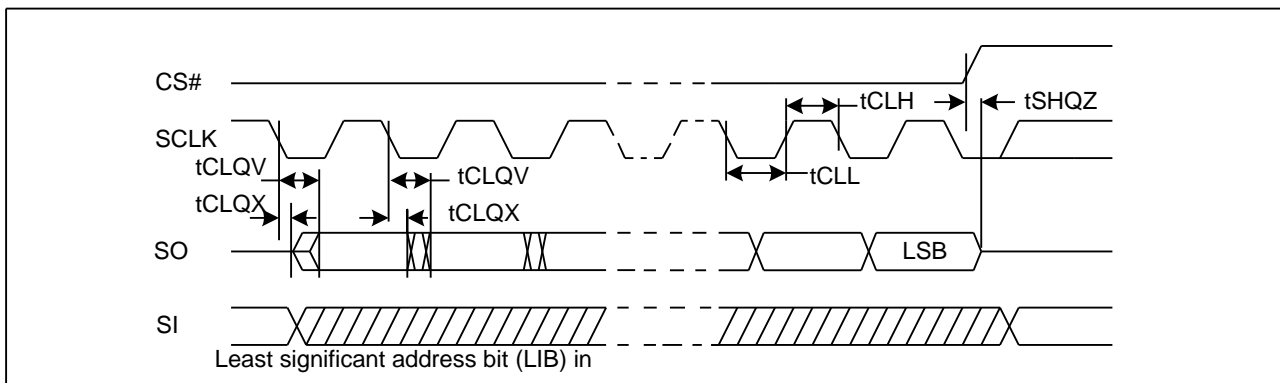 CS#
tCLH
tSHQZ
SCLK
tCLQV
tCLQV
tCLL
tCLQX
tCLQX
SO
LSB
SI
Least significant address bit (LIB) in